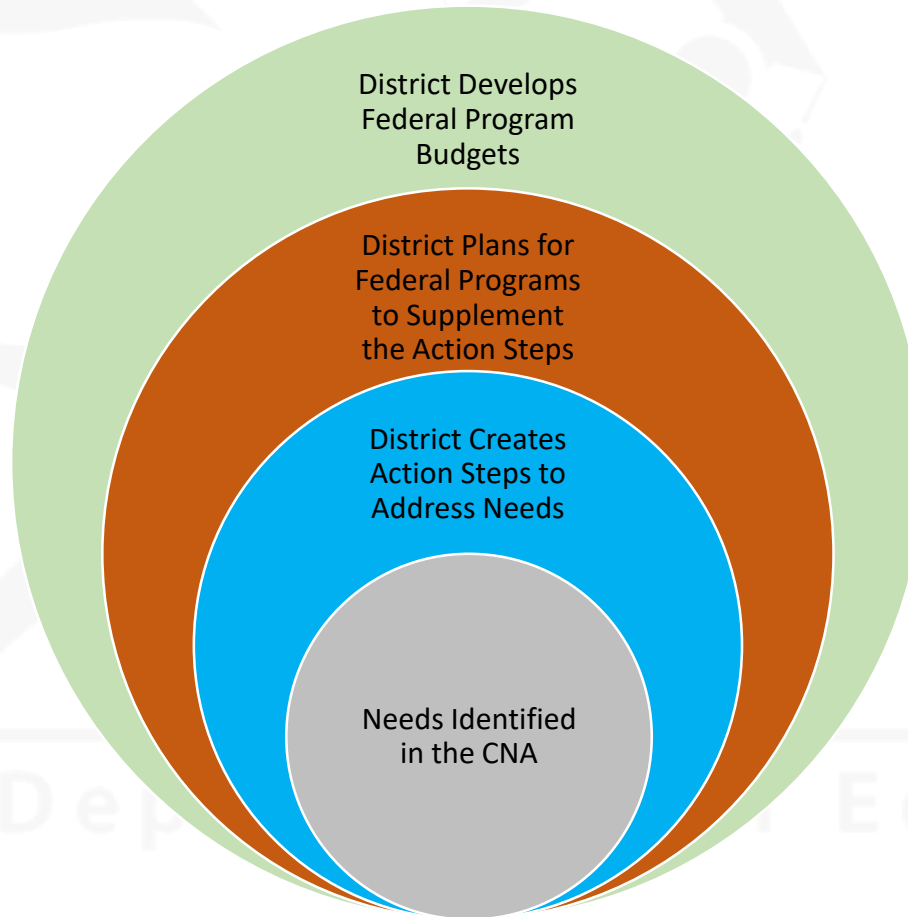 District Develops
Federal Program
Budgets
District Plans for
Federal Programs
to Supplement
the Action Steps
District Creates
Action Steps to
Address Needs
Needs Identified
in the CNA